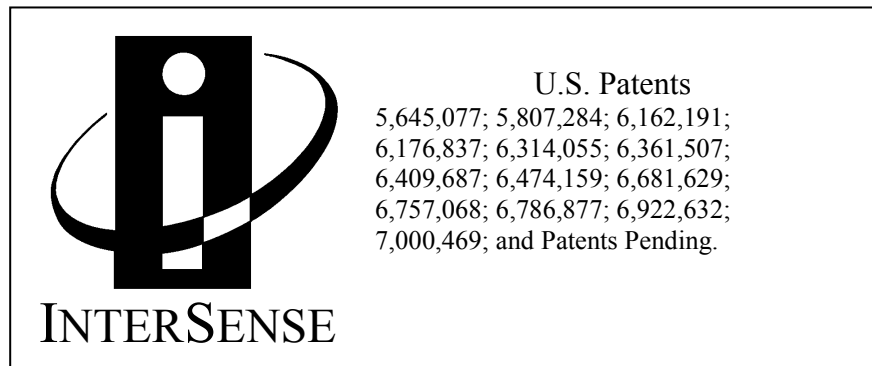 U.S. Patents
5,645,077; 5,807,284; 6,162,191;
6,176,837; 6,314,055; 6,361,507;
6,409,687; 6,474,159; 6,681,629;
6,757,068; 6,786,877; 6,922,632;
7,000,469; and Patents Pending.
INTERSENSE